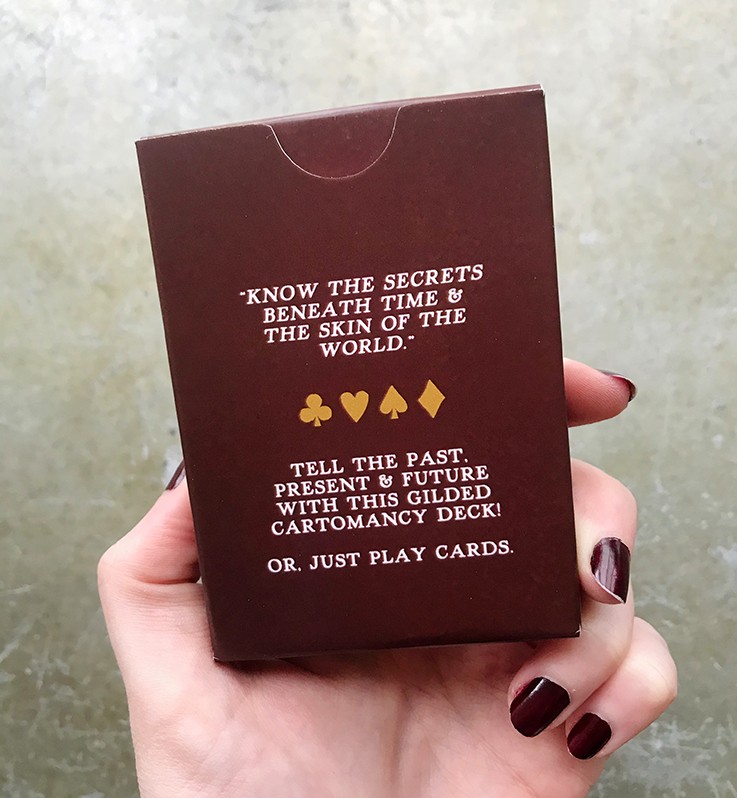 "KNOW THE SECRETS
BENEATH TIME &
THE SKIN OF THE
WORLD."
TELL THE PAST,
PRESENT & FUTURE
WITH THIS GILDED
CARTOMANCY DECK!
OR, JUST PLAY CARDS.